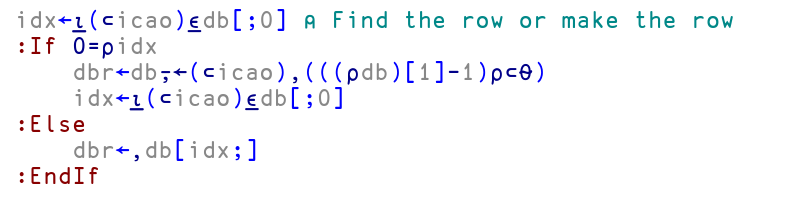 idx←⍸(⊂icao)⍷db[;0] ⍝ Find the row or make the row
:If 0=⍴idx
    dbr←db⍪←(⊂icao),(((⍴db)[1]-1)⍴⊂⍬)
    idx←⍸(⊂icao)⍷db[;0]
:Else
    dbr←,db[idx;]
:EndIf